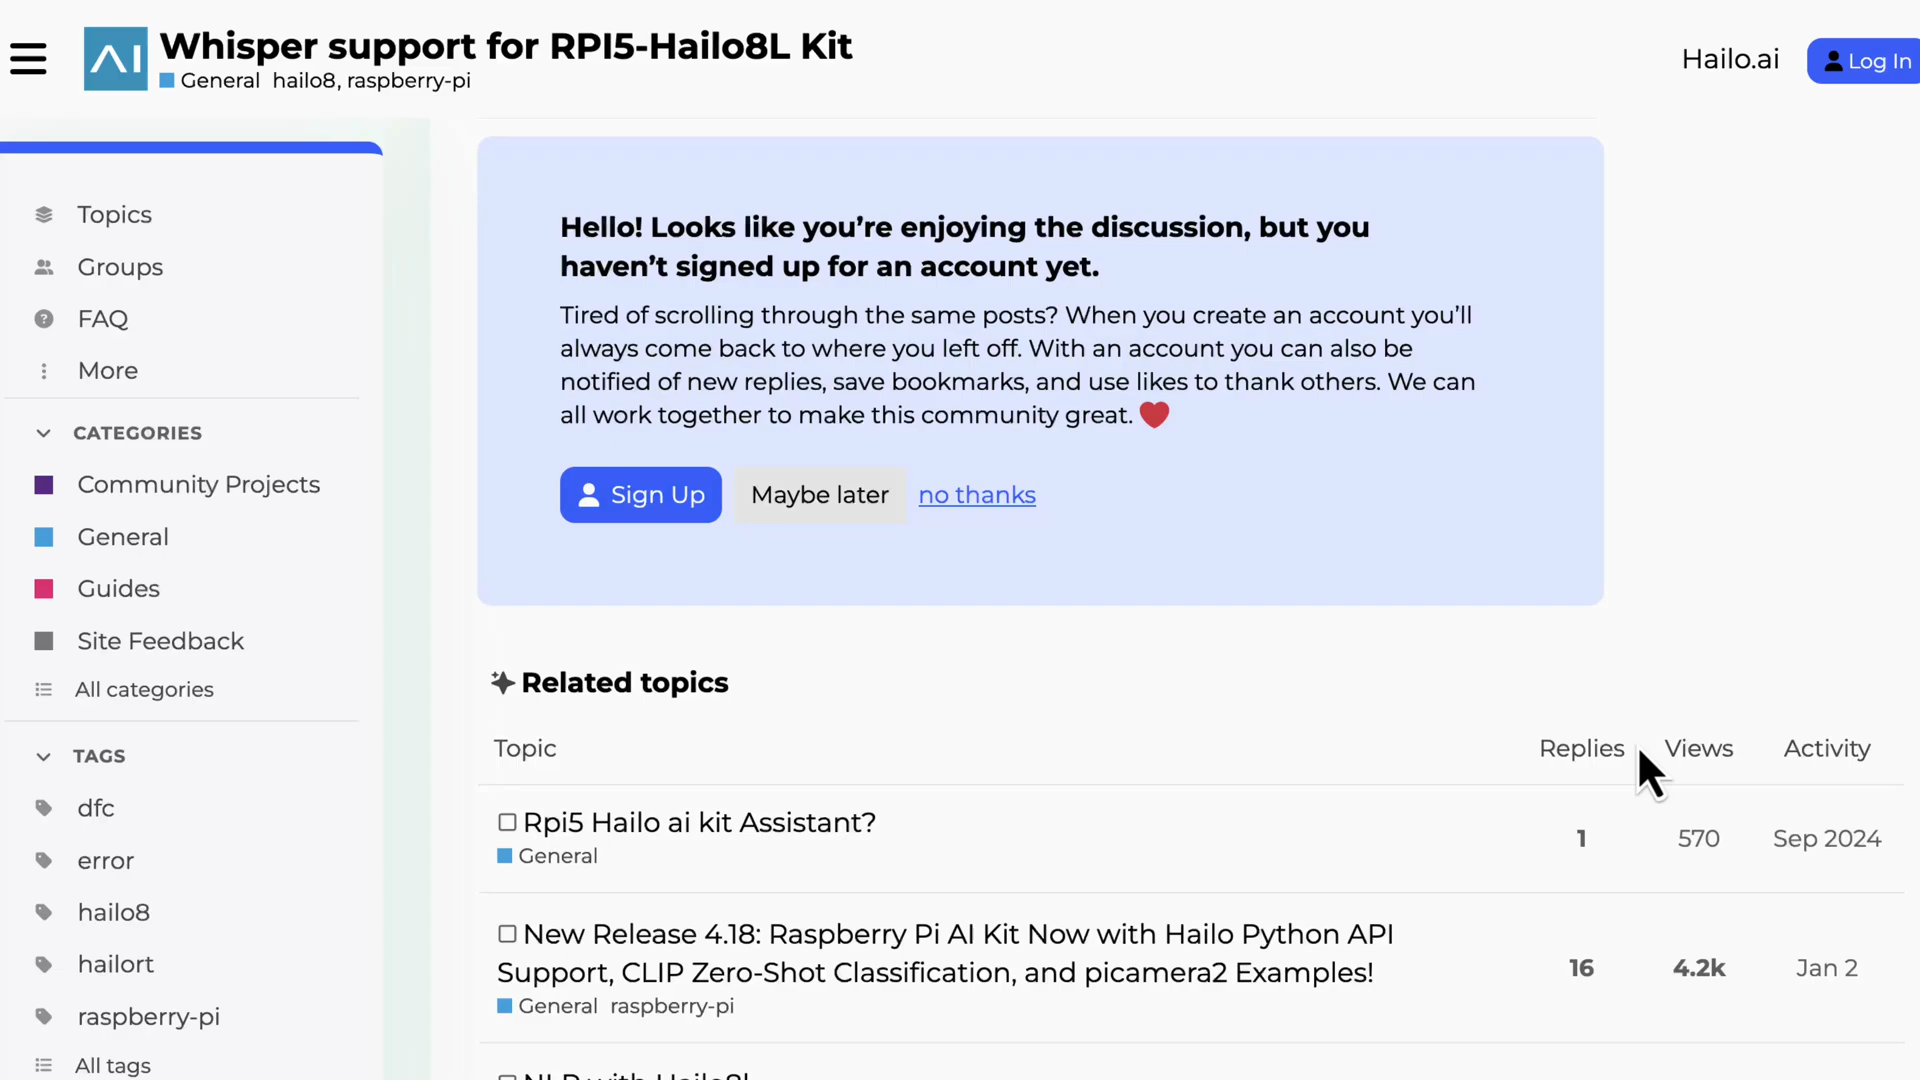 AI
Whisper support for RPI5-Hailo8L Kit
General hailo8, raspberry-pi
Hailo.ai
Log In
Topics
Groups
FAQ
More
CATEGORIES
Community Projects
General
Guides
Site Feedback
All categories
TAGS
dfc
error
hailo8
hailort
raspberry-pi
All tags
Hello! Looks like you’re enjoying the discussion, but you
haven’t signed up for an account yet.
Tired of scrolling through the same posts? When you create an account you’ll
always come back to where you left off. With an account you can also be
notified of new replies, save bookmarks, and use likes to thank others. We can
all work together to make this community great. ❤️
Sign Up
Maybe later
no thanks
Related topics
Topic Replies Views Activity
Rpi5 Hailo ai kit Assistant?
General
1 570 Sep 2024
New Release 4.18: Raspberry Pi AI Kit Now with Hailo Python API
Support, CLIP Zero-Shot Classification, and picamera2 Examples!
General raspberry-pi
16 4.2k Jan 2